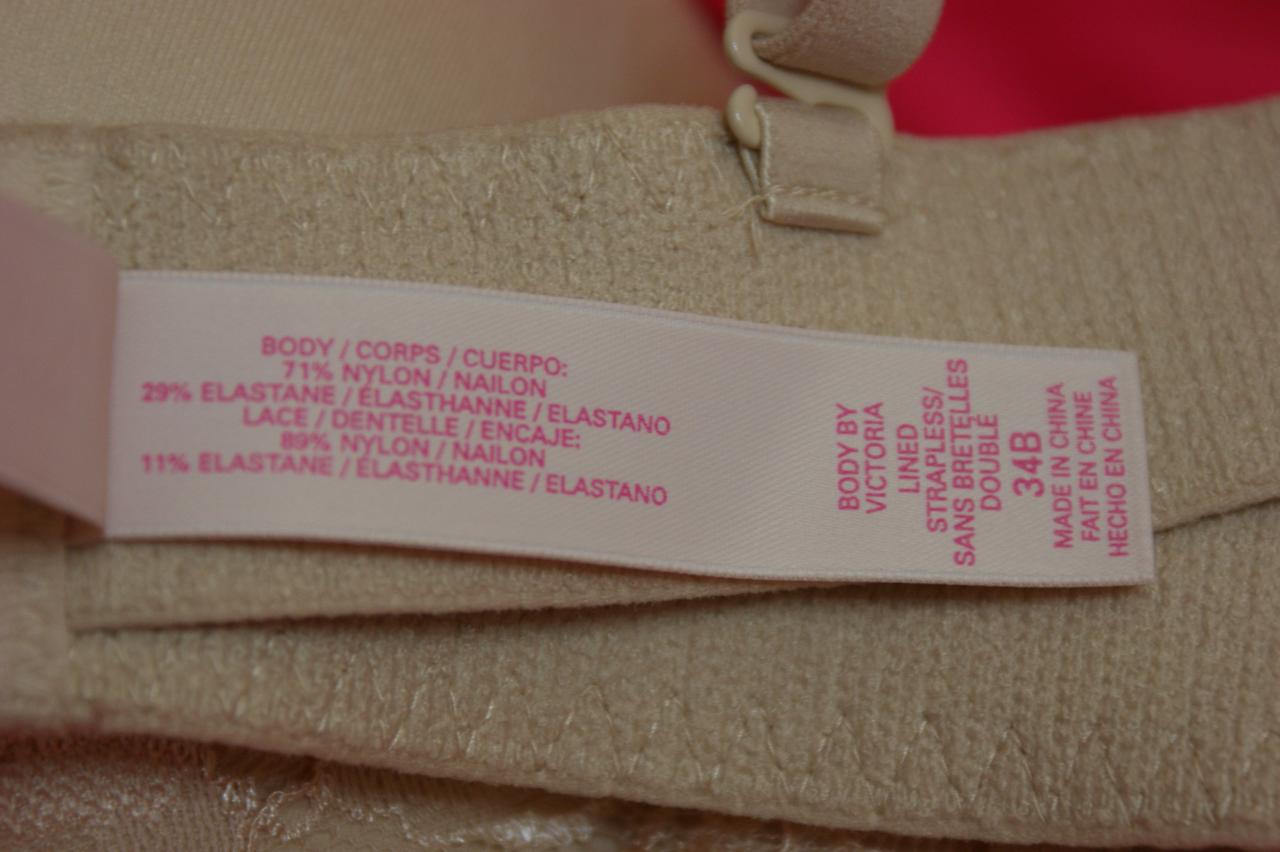 BODY / CORPS / CUERPO:
71% NYLON / NAILON
29% ELASTANE / ÉLASTHANNE / ELASTANO
LACE / DENTELLE / ENCAJE:
89% NYLON / NAILON
11% ELASTANE / ÉLASTHANNE / ELASTANO
BODY BY
VICTORIA
LINED
STRAPLESS/
SANS BRETELLES
DOUBLÉ
34B
MADE IN CHINA
FAIT EN CHINE
HECHO EN CHINA